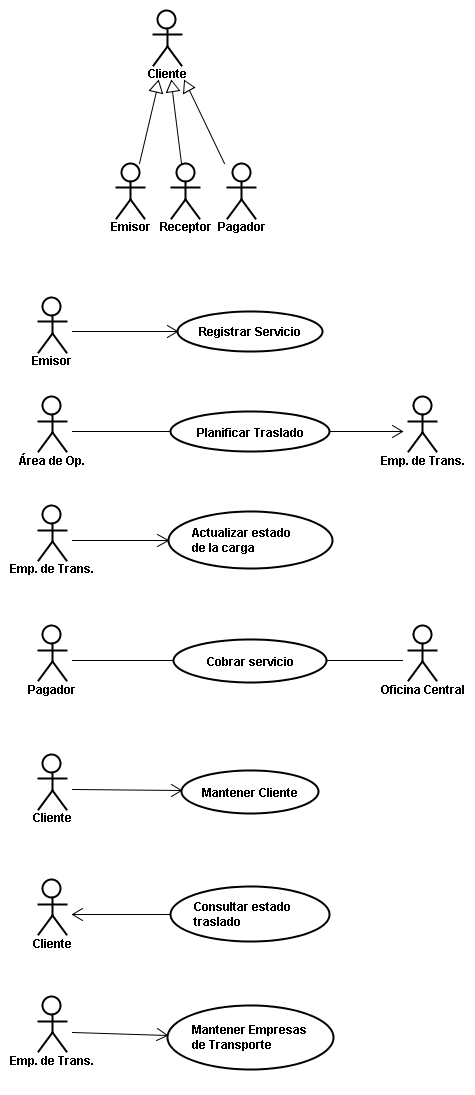 Cliente
Emisor
Receptor
Pagador
Registrar Servicio
Emisor
Planificar Traslado
Área de Op.
Emp. de Trans.
Actualizar estado
de la carga
Emp. de Trans.
Cobrar servicio
Pagador
Oficina Central
Mantener Cliente
Cliente
Consultar estado
traslado
Cliente
Mantener Empresas
de Transporte
Emp. de Trans.